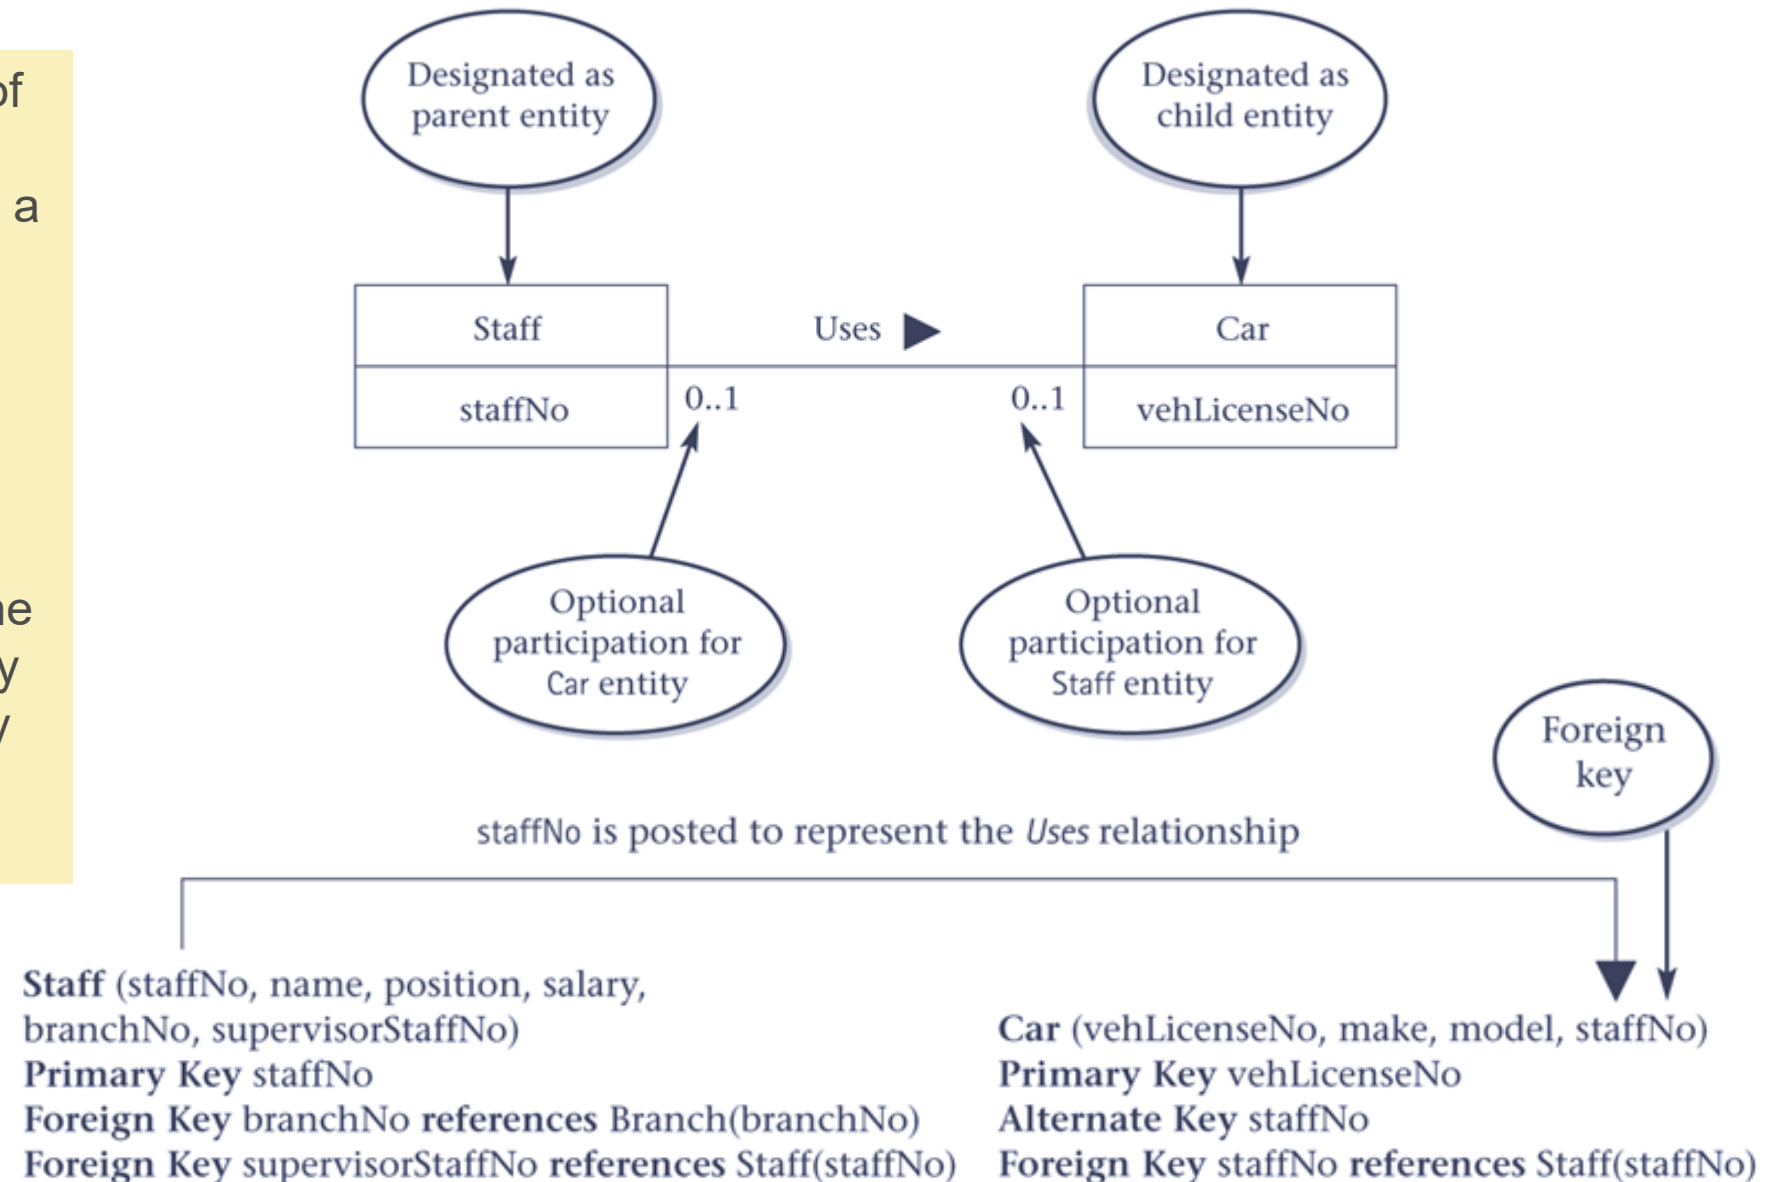 of
a
ne
y
y
Designated as
parent entity
Designated as
child entity
Staff
Uses
Car
staffNo
0..1
0..1
vehLicenseNo
Optional
participation for
Car entity
Optional
participation for
Staff entity
Foreign
key
staffNo is posted to represent the Uses relationship
Staff (staffNo, name, position, salary,
branchNo, supervisorStaffNo)
Primary Key staffNo
Foreign Key branchNo references Branch(branchNo)
Foreign Key supervisorStaffNo references Staff(staffNo)
Car (vehLicenseNo, make, model, staffNo)
Primary Key vehLicenseNo
Alternate Key staffNo
Foreign Key staffNo references Staff(staffNo)